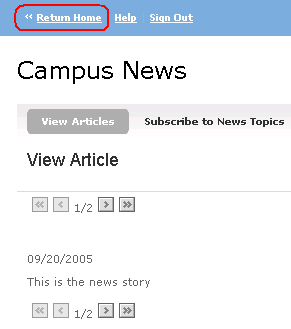 « Return Home Help Sign Out
Campus News
View Articles Subscribe to News Topics
View Article
« < 1/2 > »
09/20/2005
This is the news story
« < 1/2 > »